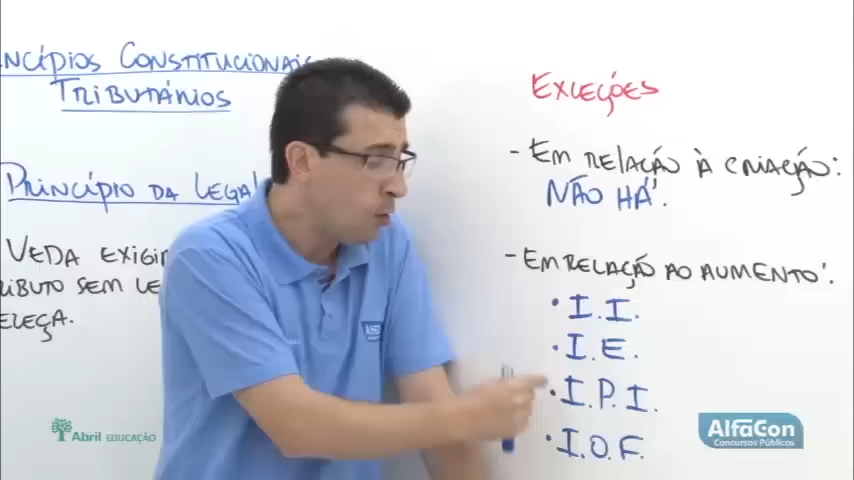 NCÍPIOS CONSTITUCIONAIS
TRIBUTÁRIOS
PRINCÍPIO DA LEGAL
VEDA EXIGIR
IBUTO SEM LE
ELEÇA.
EXCEÇÕES
- EM RELAÇÃO À CRIAÇÃO:
NÃO HÁ.
- EM RELAÇÃO AO AUMENTO:
• I.I.
• I.E.
• I.P.I.
• I.O.F.
Abril EDUCAÇÃO
AlfaCon
Concursos Públicos